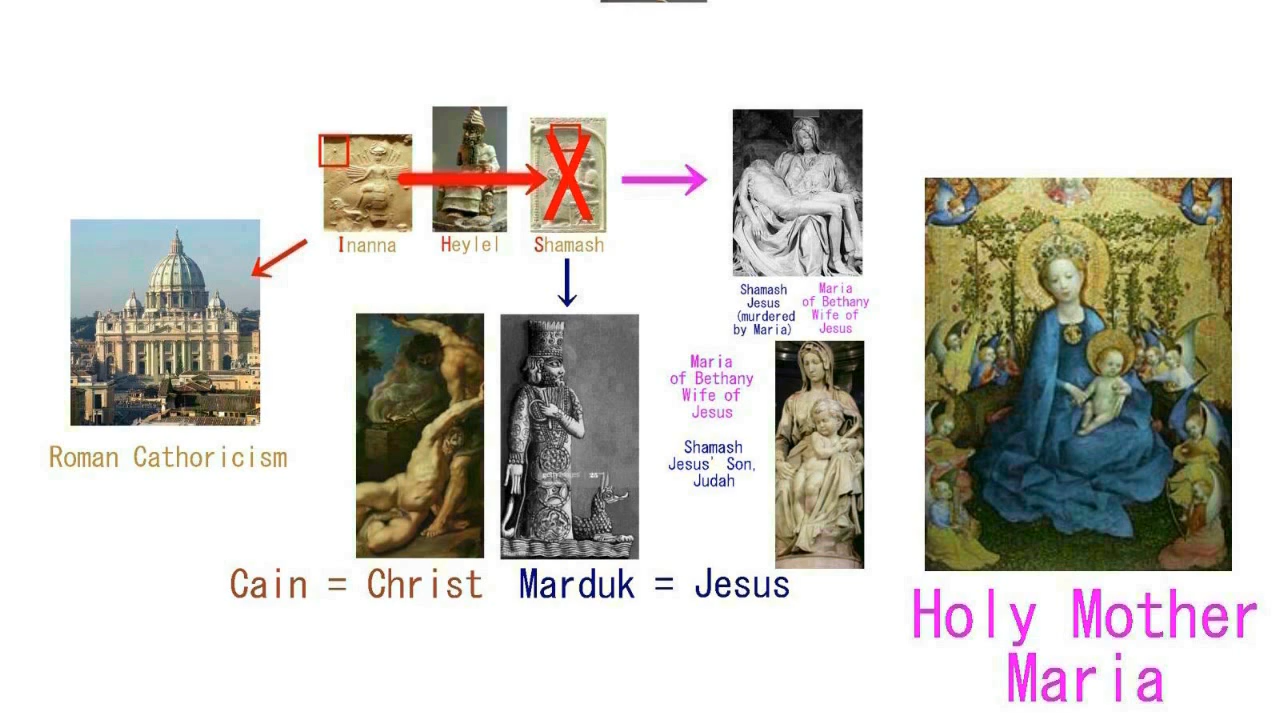 Inanna
Heylel
Shamash
Roman Cathoricism
Shamash
Jesus
(murdered
by Maria)
Maria
of Bethany
Wife of
Jesus
Maria
of Bethany
Wife of
Jesus
Shamash
Jesus' Son,
Judah
Cain = Christ
Marduk = Jesus
Holy Mother
Maria